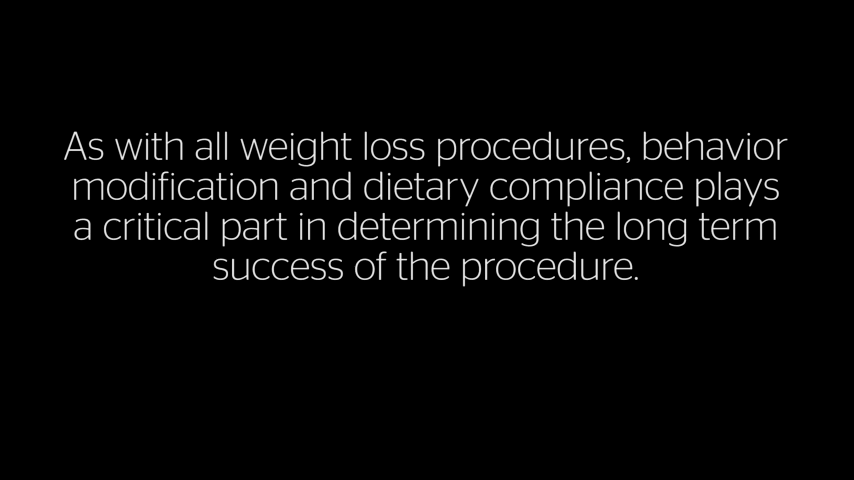 As with all weight loss procedures, behavior
modification and dietary compliance plays
a critical part in determining the long term
success of the procedure.